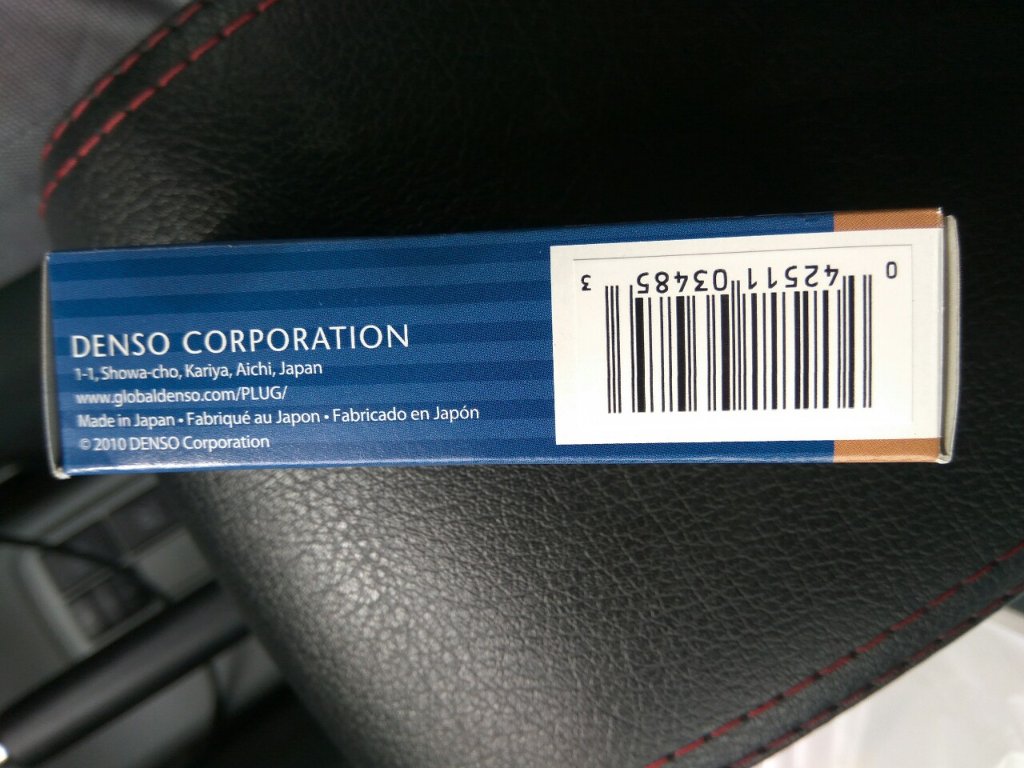 DENSO CORPORATION
1-1, Showa-cho, Kariya, Aichi, Japan
www.globaldenso.com/PLUG/
Made in Japan • Fabriqué au Japon • Fabricado en Japón
© 2010 DENSO Corporation
0 42511 03485 3